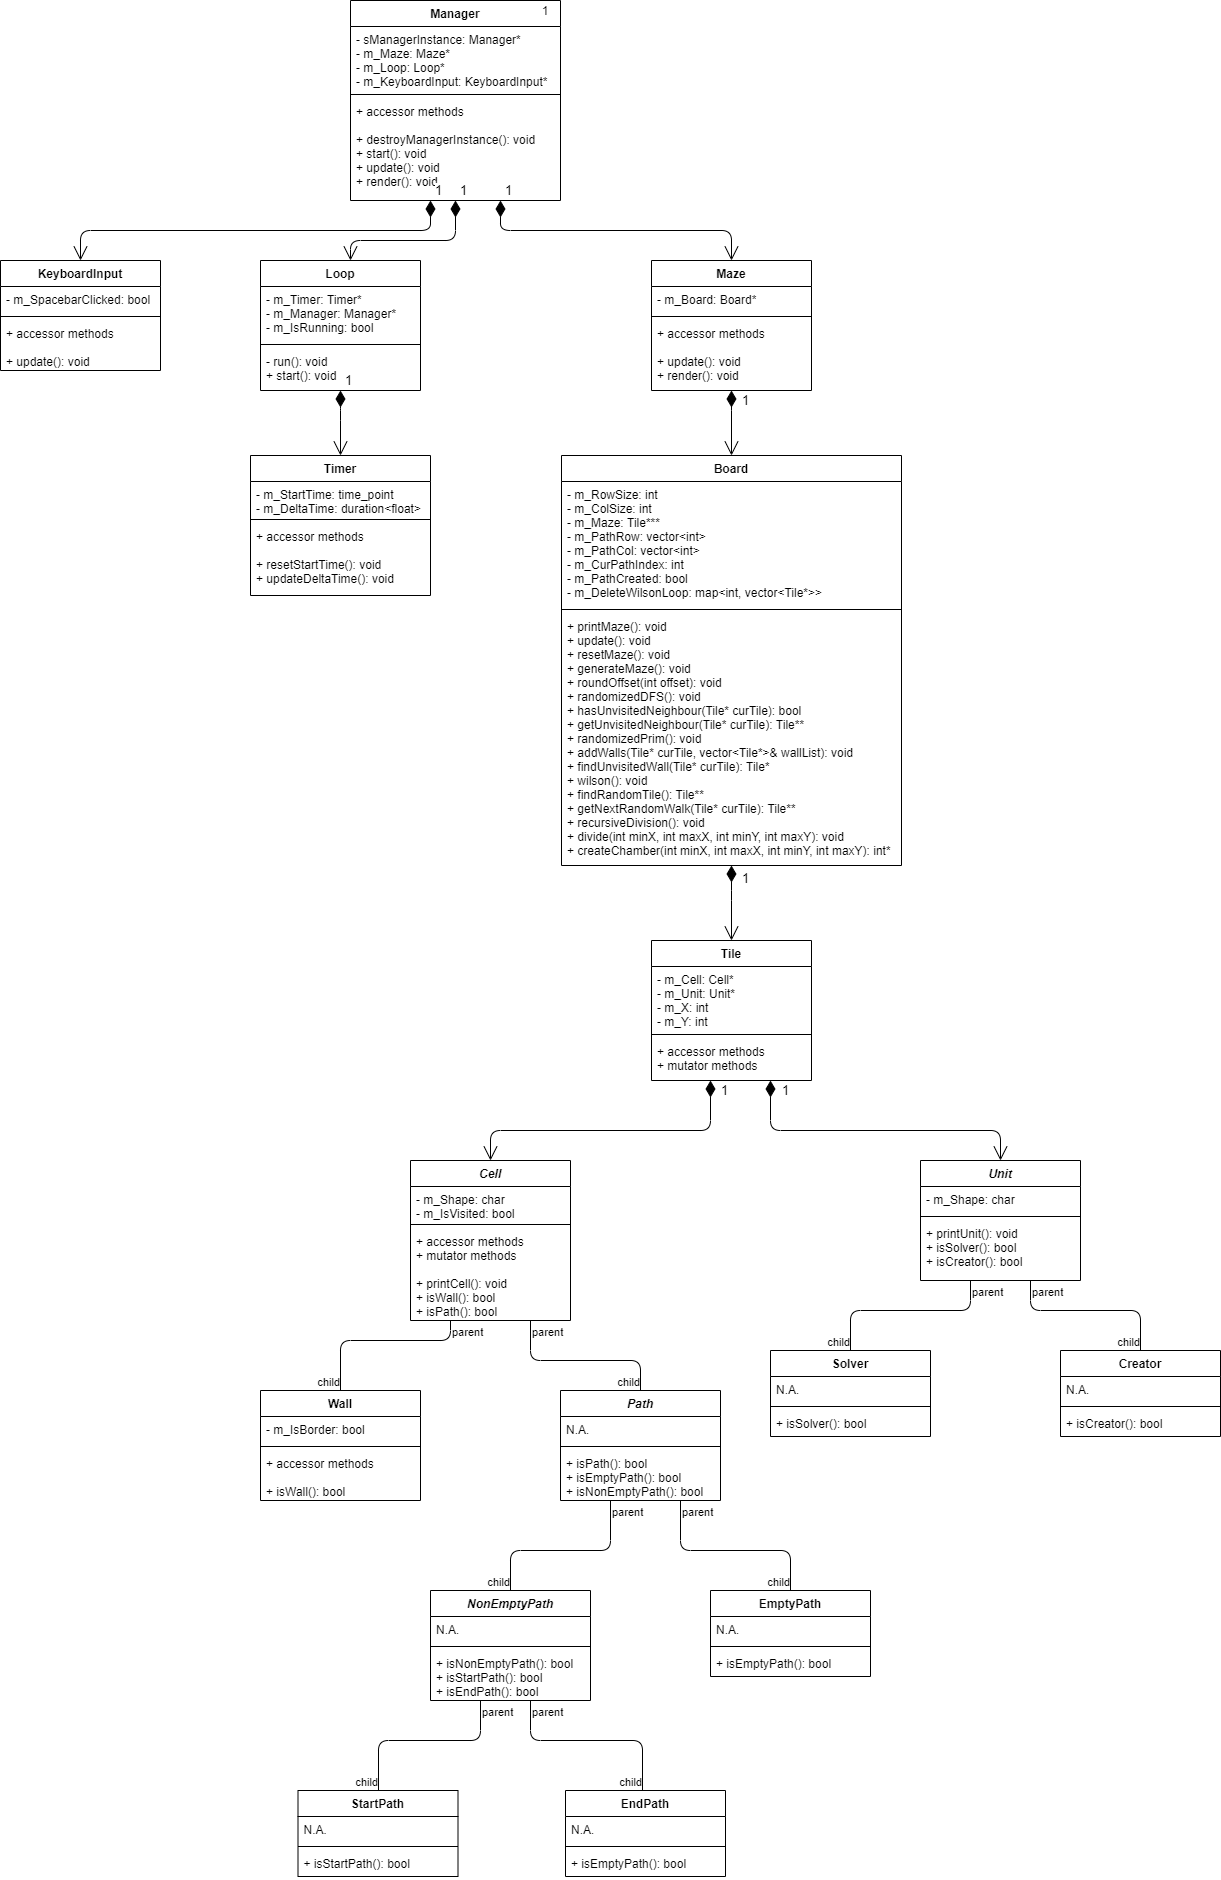 Manager 1
- sManagerInstance: Manager*
- m_Maze: Maze*
- m_Loop: Loop*
- m_KeyboardInput: KeyboardInput*
+ accessor methods
+ destroyManagerInstance(): void
+ start(): void
+ update(): void
+ render(): void
1 1 1
KeyboardInput
- m_SpacebarClicked: bool
+ accessor methods
+ update(): void
Loop
- m_Timer: Timer*
- m_Manager: Manager*
- m_IsRunning: bool
- run(): void
+ start(): void
1
Maze
- m_Board: Board*
+ accessor methods
+ update(): void
+ render(): void
1
Timer
- m_StartTime: time_point
- m_DeltaTime: duration<float>
+ accessor methods
+ resetStartTime(): void
+ updateDeltaTime(): void
Board
- m_RowSize: int
- m_ColSize: int
- m_Maze: Tile***
- m_PathRow: vector<int>
- m_PathCol: vector<int>
- m_CurPathIndex: int
- m_PathCreated: bool
- m_DeleteWilsonLoop: map<int, vector<Tile*>>
+ printMaze(): void
+ update(): void
+ resetMaze(): void
+ generateMaze(): void
+ roundOffset(int offset): void
+ randomizedDFS(): void
+ hasUnvisitedNeighbour(Tile* curTile): bool
+ getUnvisitedNeighbour(Tile* curTile): Tile**
+ randomizedPrim(): void
+ addWalls(Tile* curTile, vector<Tile*>& wallList): void
+ findUnvisitedWall(Tile* curTile): Tile*
+ wilson(): void
+ findRandomTile(): Tile**
+ getNextRandomWalk(Tile* curTile): Tile**
+ recursiveDivision(): void
+ divide(int minX, int maxX, int minY, int maxY): void
+ createChamber(int minX, int maxX, int minY, int maxY): int*
1
Tile
- m_Cell: Cell*
- m_Unit: Unit*
- m_X: int
- m_Y: int
+ accessor methods
+ mutator methods
1 1
Cell
- m_Shape: char
- m_IsVisited: bool
+ accessor methods
+ mutator methods
+ printCell(): void
+ isWall(): bool
+ isPath(): bool
parent parent
Unit
- m_Shape: char
+ printUnit(): void
+ isSolver(): bool
+ isCreator(): bool
parent parent
child
Solver
N.A.
+ isSolver(): bool
child
Creator
N.A.
+ isCreator(): bool
child
Wall
- m_IsBorder: bool
+ accessor methods
+ isWall(): bool
child
Path
N.A.
+ isPath(): bool
+ isEmptyPath(): bool
+ isNonEmptyPath(): bool
parent parent
child
NonEmptyPath
N.A.
+ isNonEmptyPath(): bool
+ isStartPath(): bool
+ isEndPath(): bool
parent parent
child
EmptyPath
N.A.
+ isEmptyPath(): bool
child
StartPath
N.A.
+ isStartPath(): bool
child
EndPath
N.A.
+ isEmptyPath(): bool